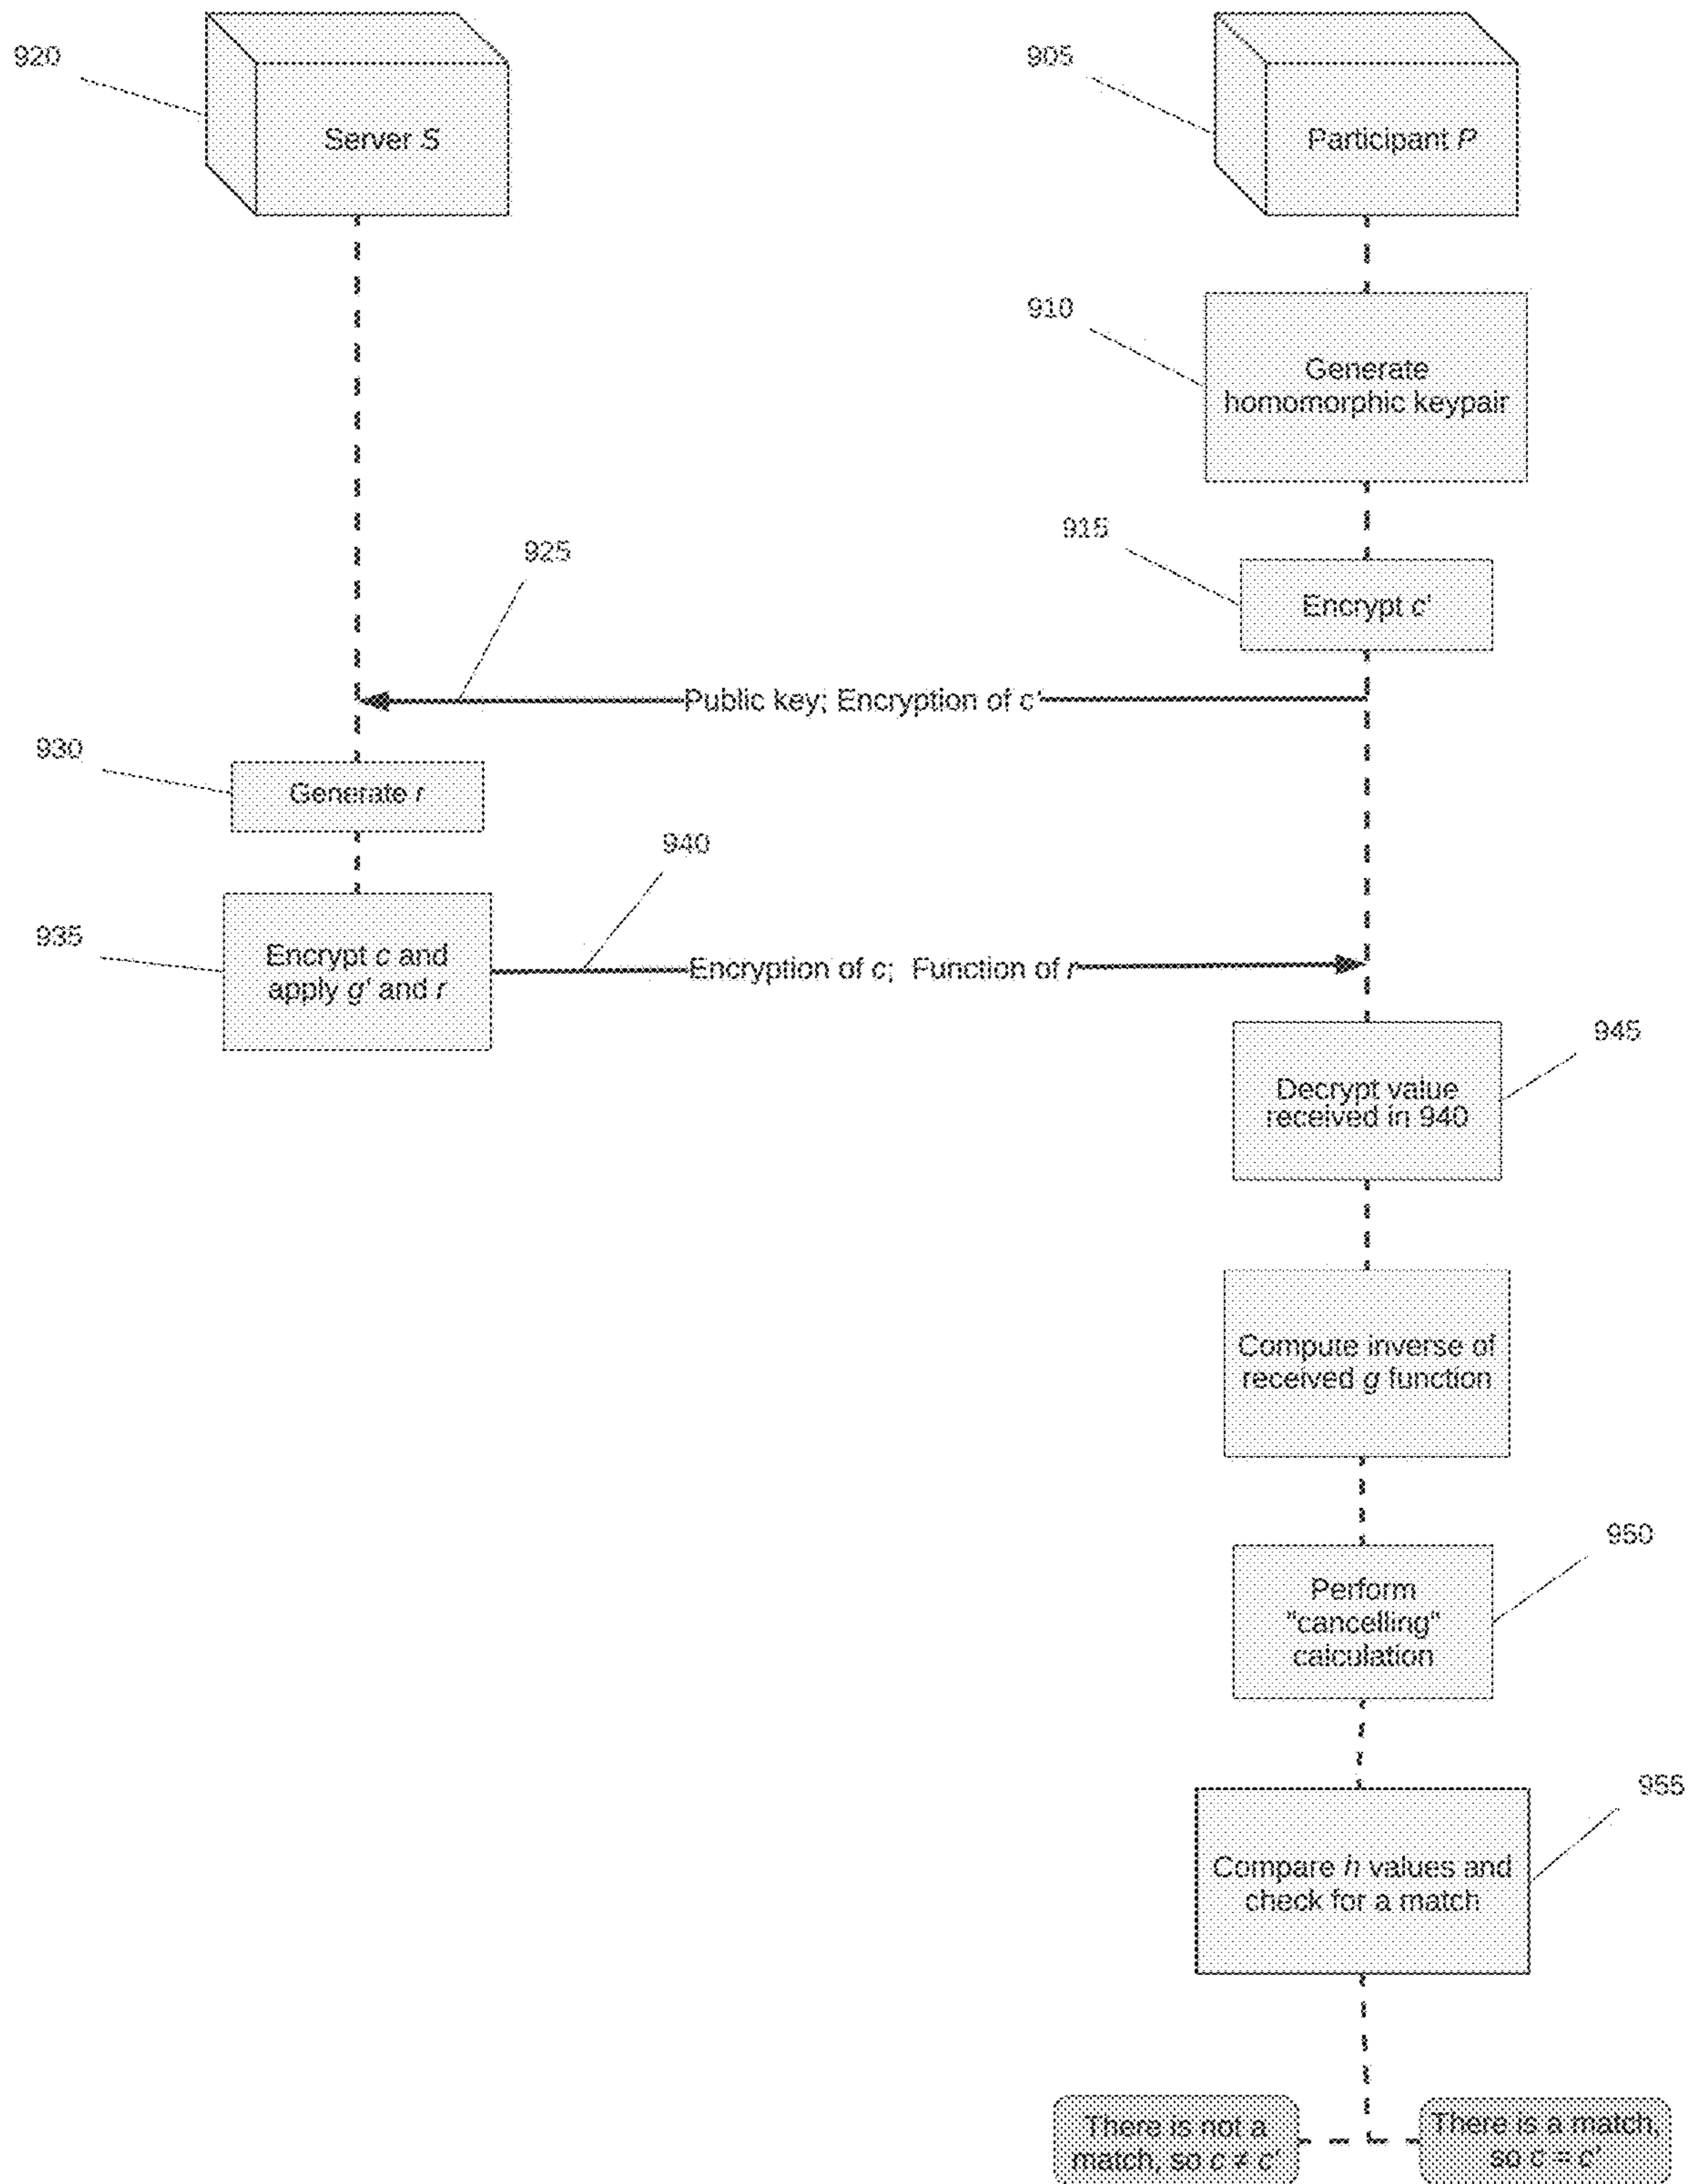 920
905
Server S
Participant P
910
Generate
homomorphic keypair
915
Encrypt c'
925
Public key; Encryption of c'
930
Generate r
940
935
Encrypt c and
apply g' and r
Encryption of c; Function of r
945
Decrypt value
received in 940
Compute inverse of
received g function
950
Perform
"cancelling"
calculation
955
Compare h values and
check for a match
There is not a
match, so c ≠ c'
There is a match,
so c = c'